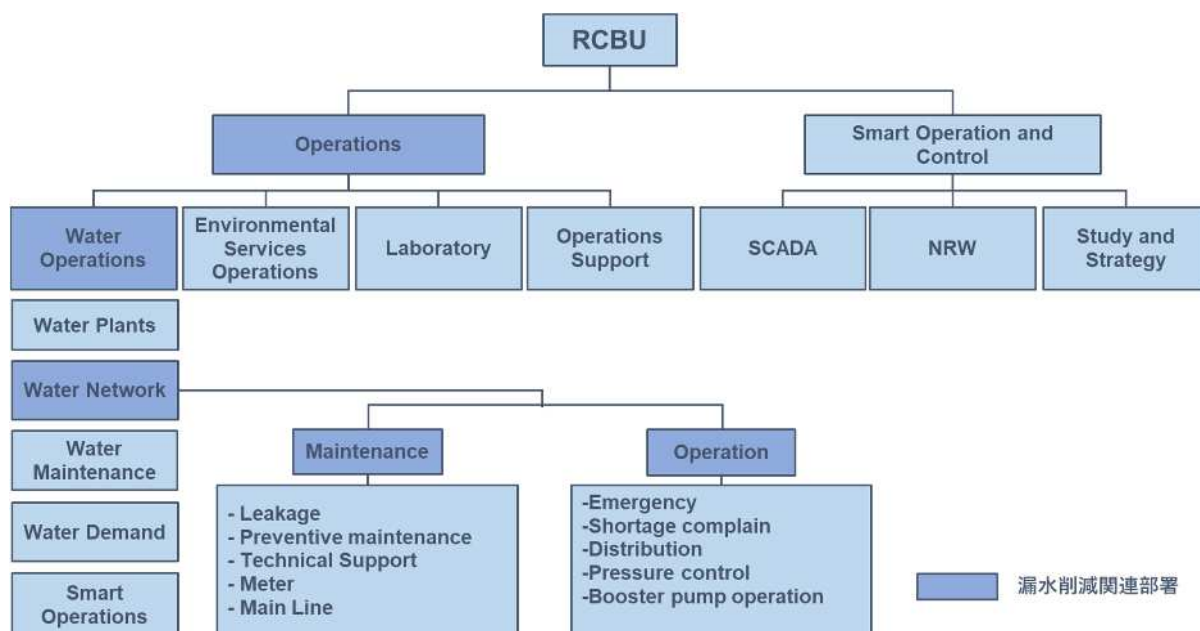 RCBU
Operations
Smart Operation and
Control
Water
Operations
Environmental
Services
Operations
Laboratory
Operations
Support
SCADA
NRW
Study and
Strategy
Water Plants
Water Network
Water
Maintenance
Water Demand
Smart
Operations
Maintenance
- Leakage
- Preventive maintenance
- Technical Support
- Meter
- Main Line
Operation
-Emergency
-Shortage complain
-Distribution
-Pressure control
-Booster pump operation
漏水削減関連部署